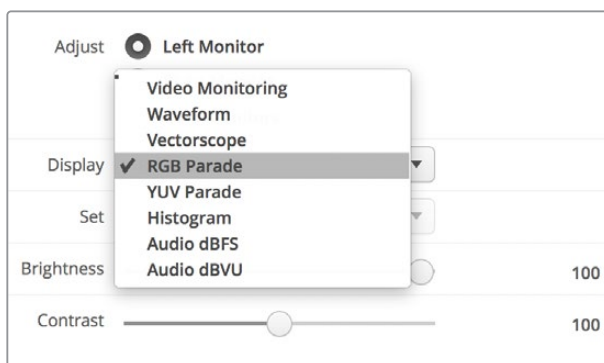 Adjust Left Monitor
Video Monitoring
Waveform
Vectorscope
Display ✓ RGB Parade
YUV Parade
Set Histogram
Audio dBFS
Brightness Audio dBVU 100
Contrast 100